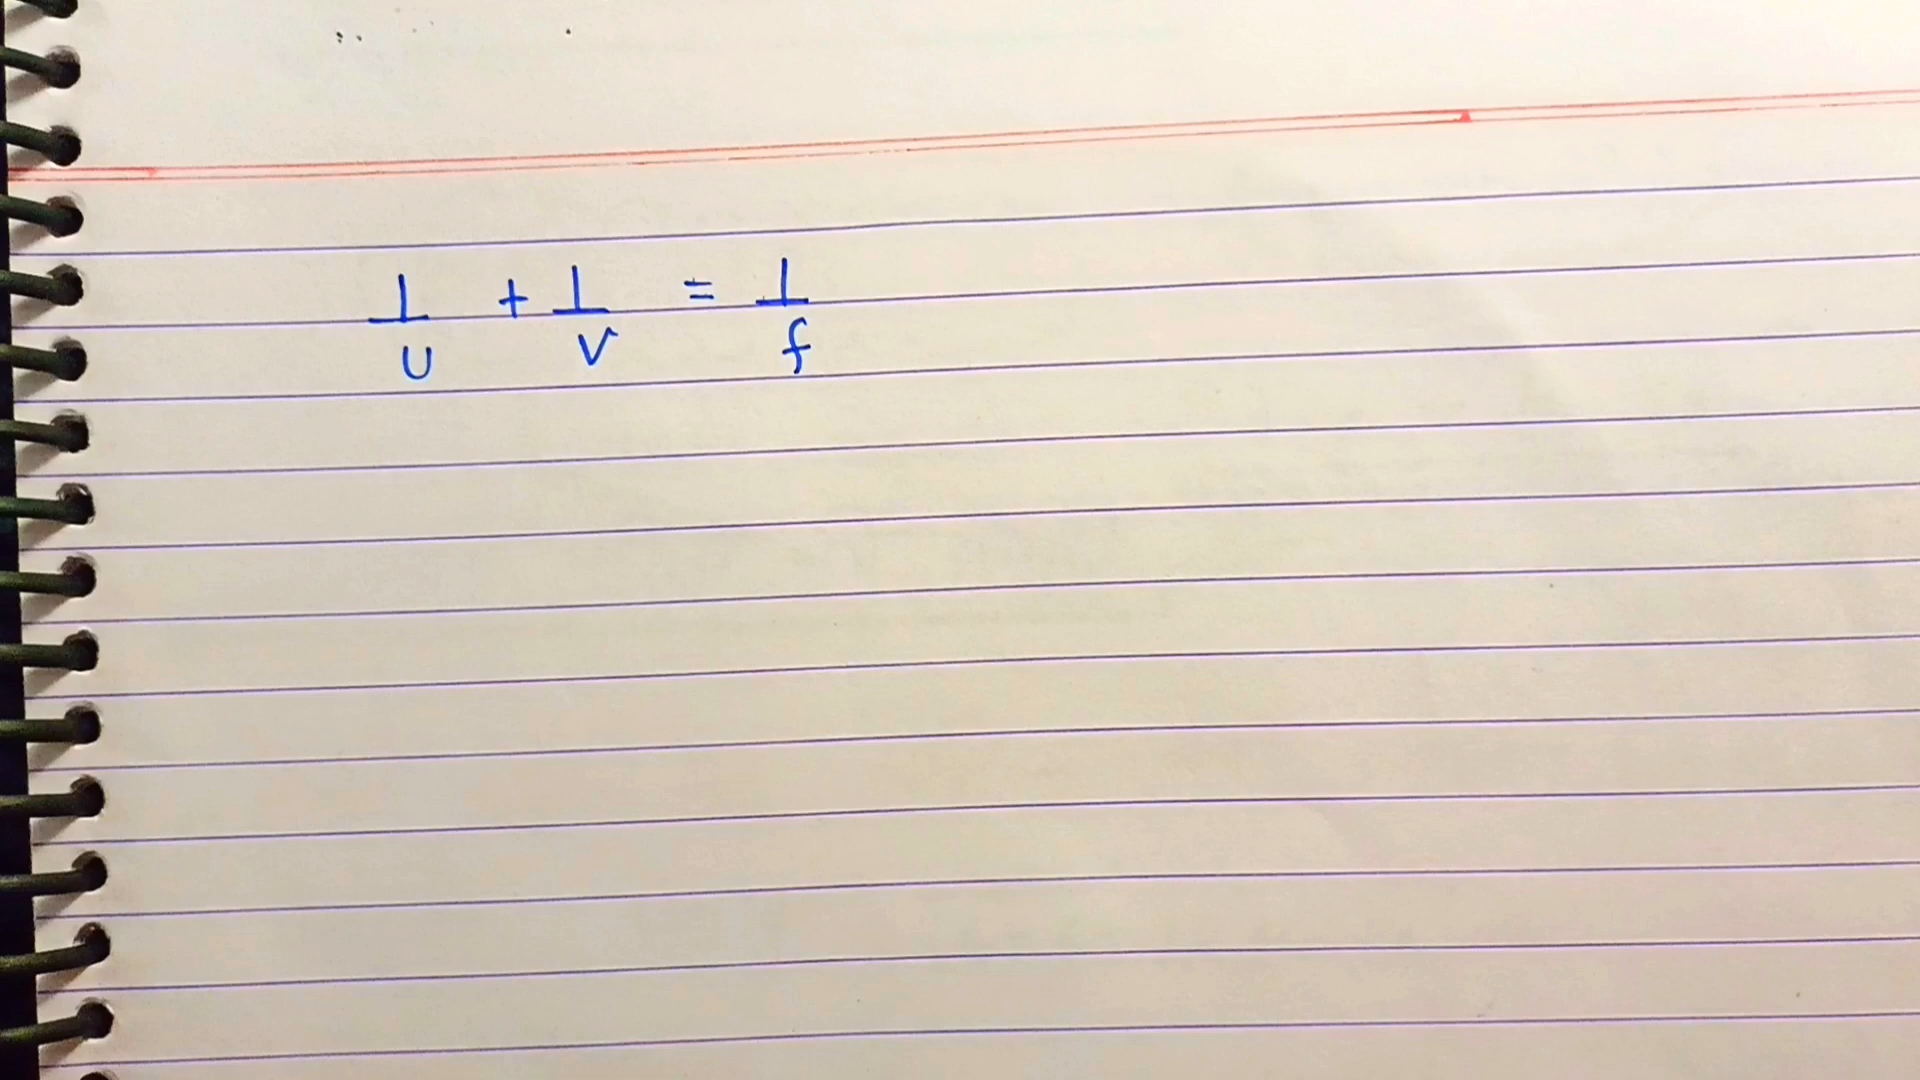 1/u + 1/v = 1/f